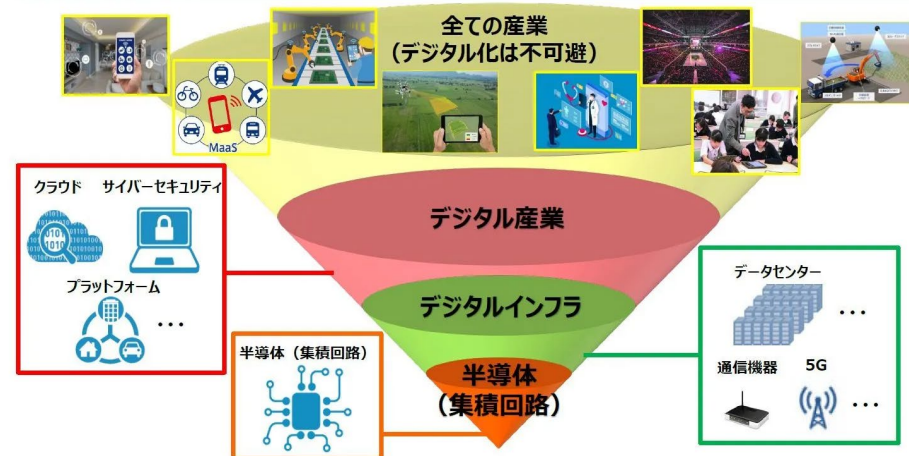 全ての産業
(デジタル化は不可避)
MaaS
クラウド サイバーセキュリティ
プラットフォーム
・・・
デジタル産業
デジタルインフラ
半導体
(集積回路)
半導体(集積回路)
データセンター
・・・
通信機器 5G
・・・